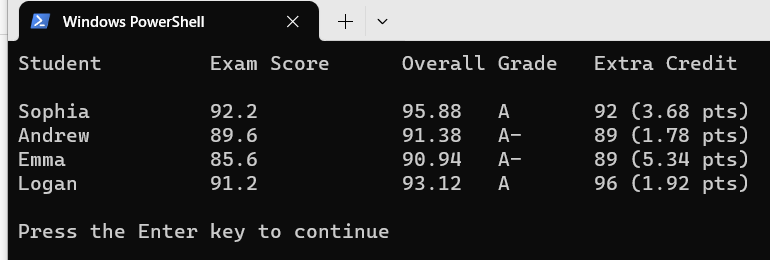 Windows PowerShell
Student Exam Score Overall Grade Extra Credit
Sophia 92.2 95.88 A 92 (3.68 pts)
Andrew 89.6 91.38 A- 89 (1.78 pts)
Emma 85.6 90.94 A- 89 (5.34 pts)
Logan 91.2 93.12 A 96 (1.92 pts)
Press the Enter key to continue